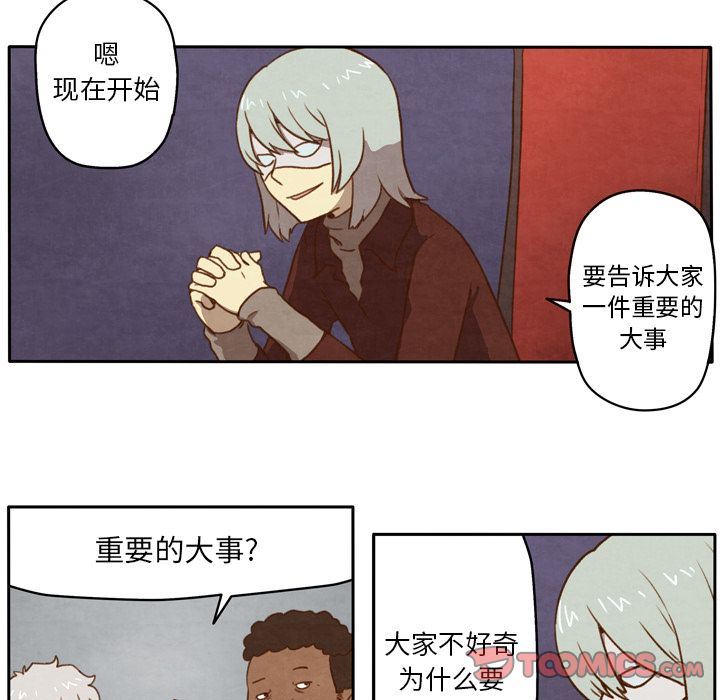 嗯
现在开始
要告诉大家
一件重要的
大事
重要的大事?
大家不好奇
为什么要
TOOMICS.COM